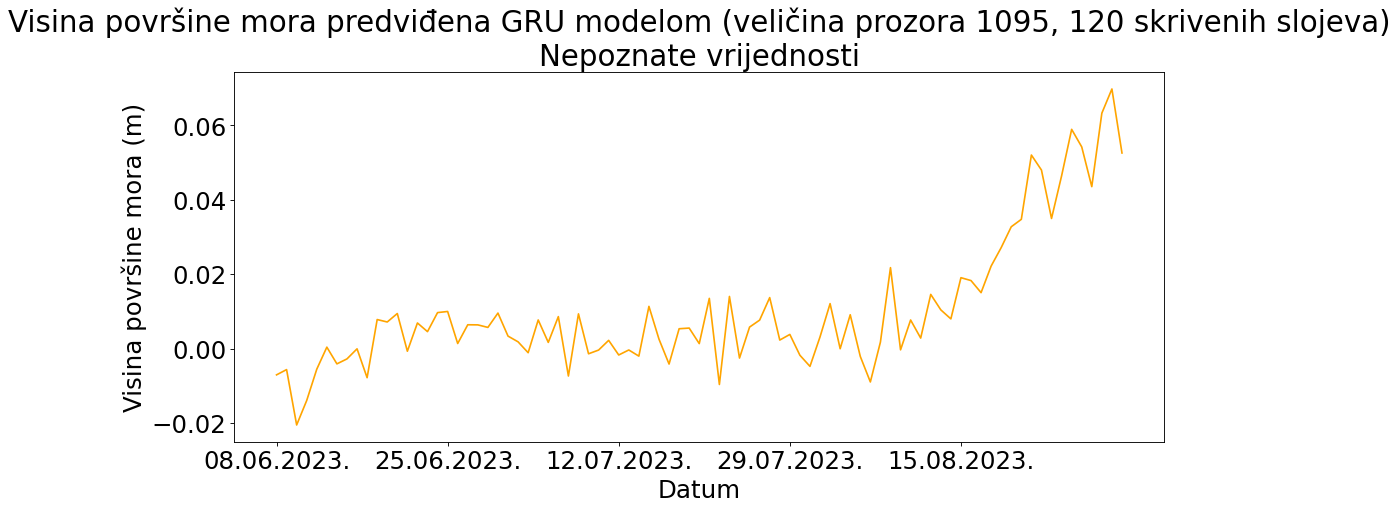 Visina površine mora predviđena GRU modelom (veličina prozora 1095, 120 skrivenih slojeva)
Nepoznate vrijednosti
Visina površine mora (m)
0.06
0.04
0.02
0.00
−0.02
08.06.2023. 25.06.2023. 12.07.2023. 29.07.2023. 15.08.2023.
Datum